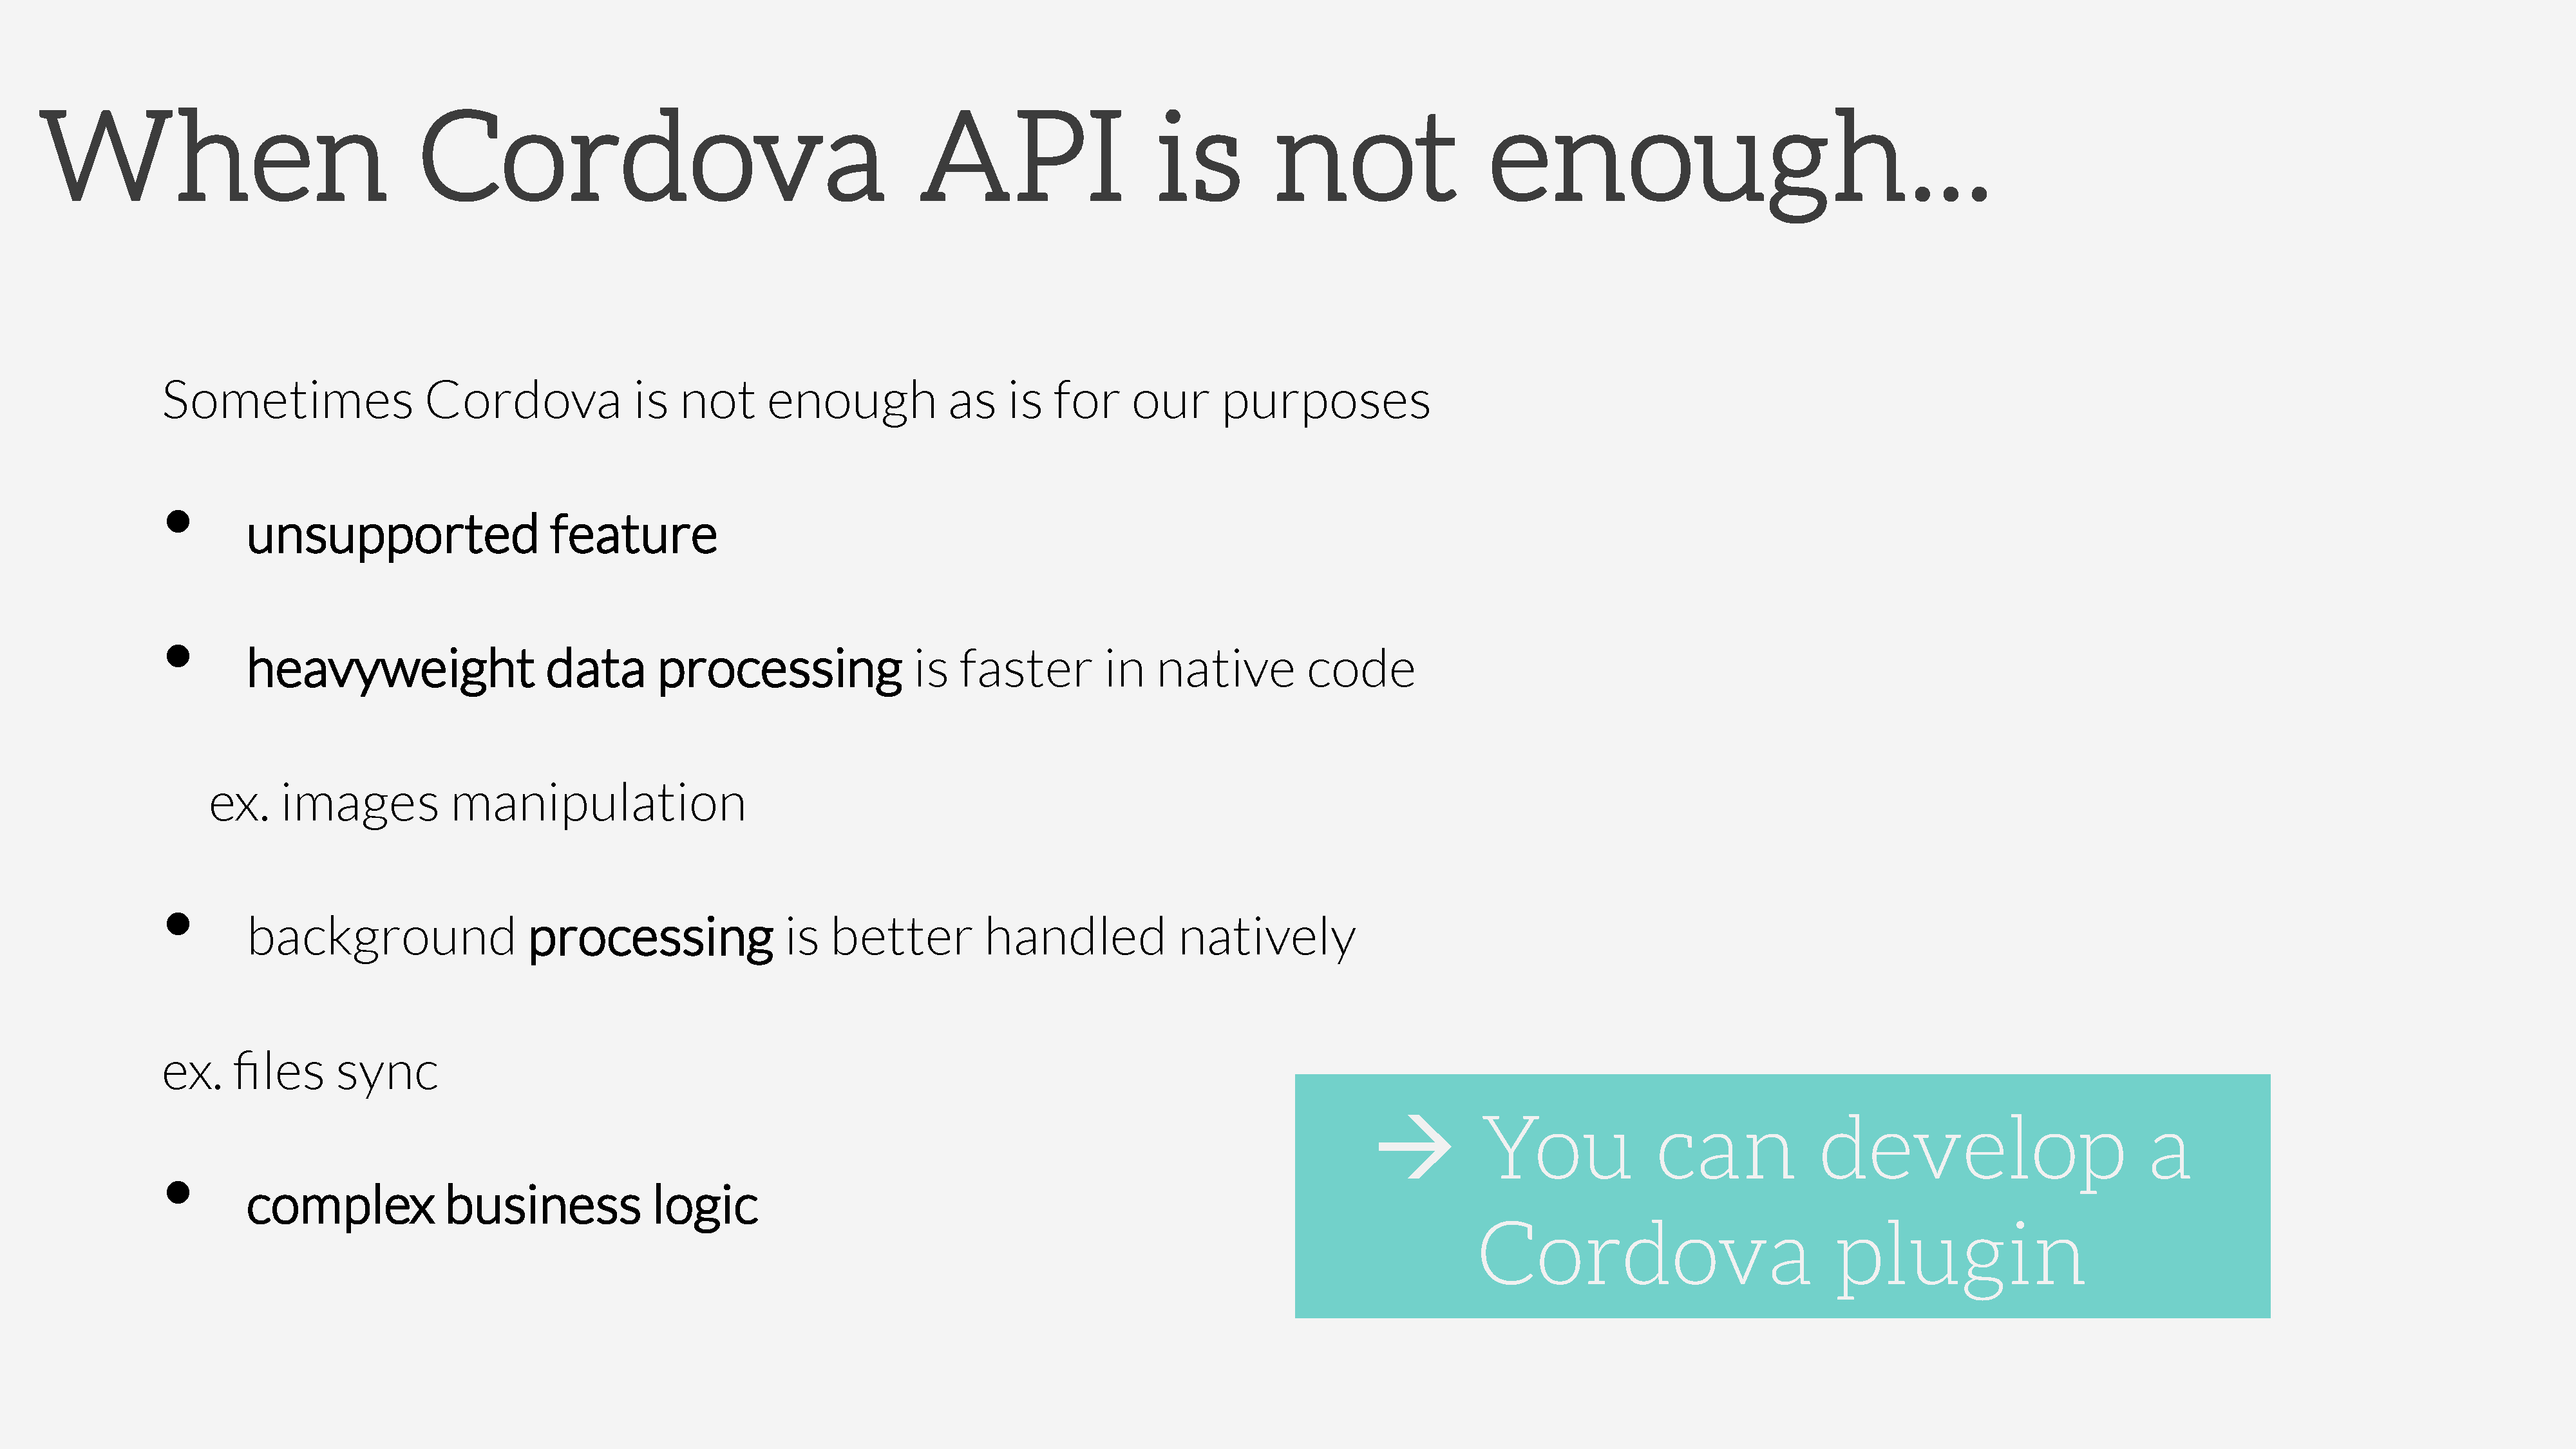 When Cordova API is not enough...
Sometimes Cordova is not enough as is for our purposes
• unsupported feature
• heavyweight data processing is faster in native code
ex. images manipulation
• background processing is better handled natively
ex. files sync
• complex business logic
→ You can develop a
Cordova plugin